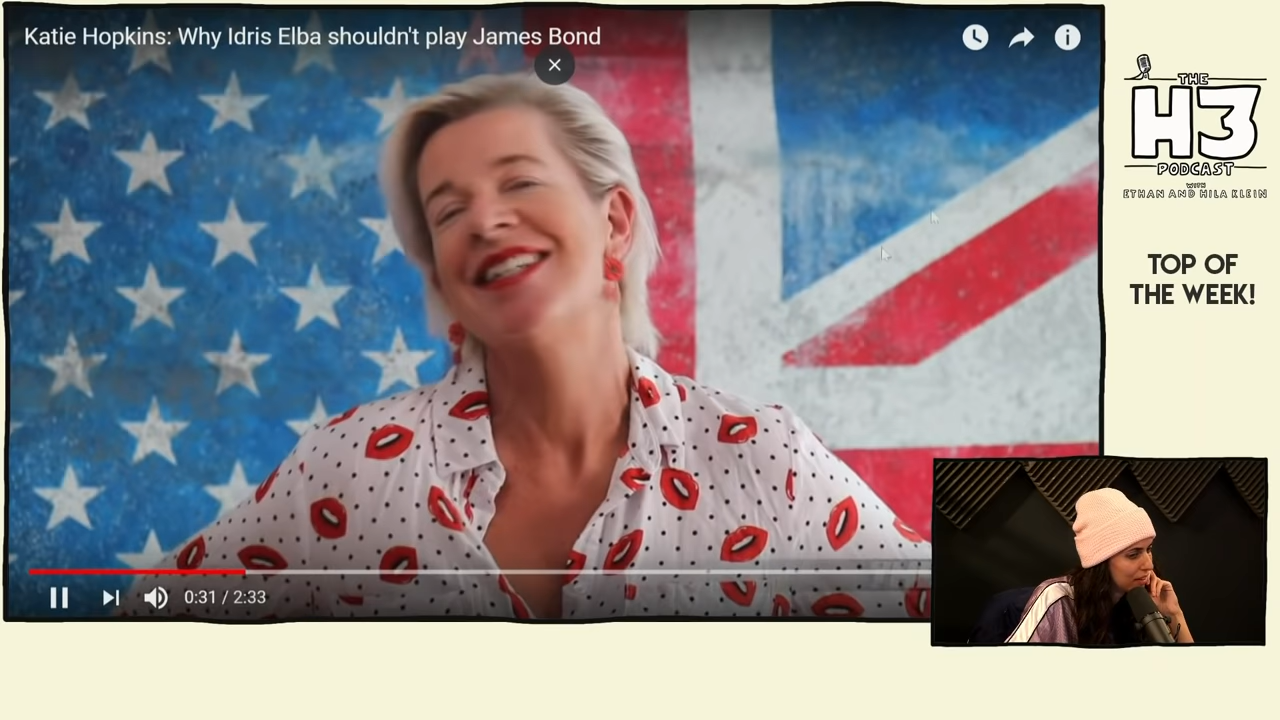 Katie Hopkins: Why Idris Elba shouldn't play James Bond
0:31 / 2:33
THE
H3
PODCAST
WITH
ETHAN AND HILA KLEIN
TOP OF
THE WEEK!